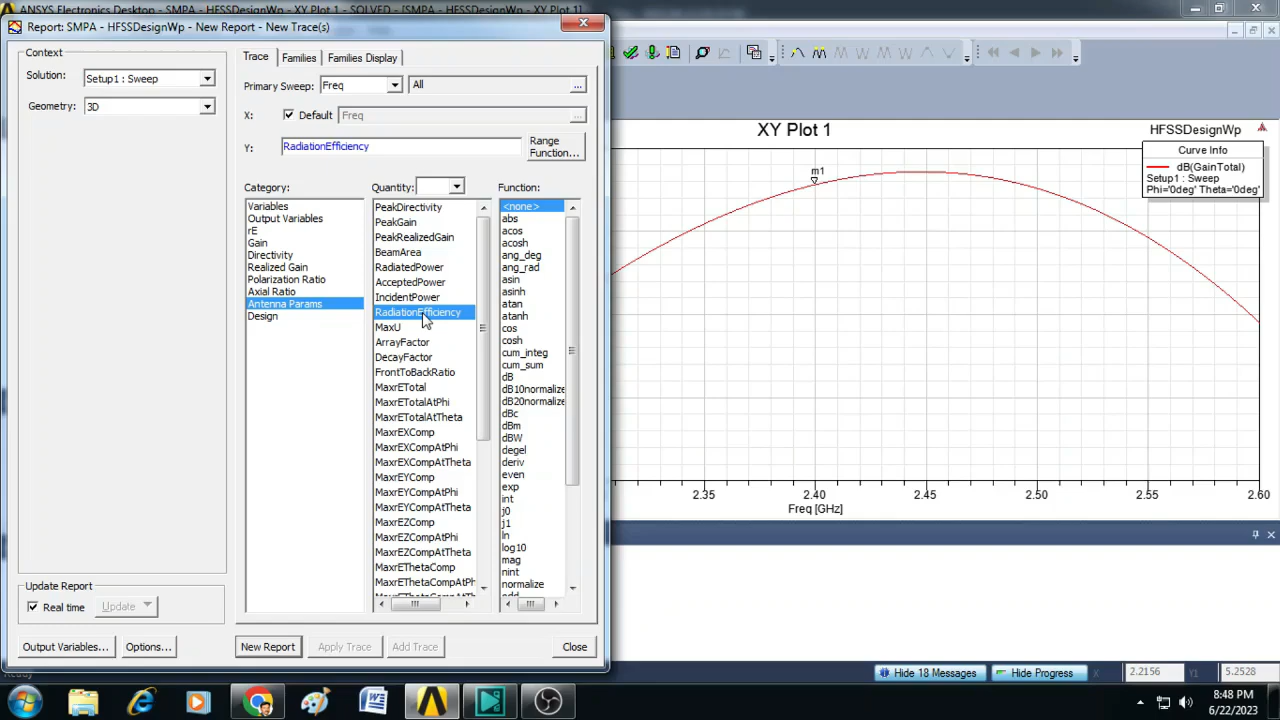 ANSYS Electronics Desktop - SMPA - HFSSDesignWp - XY Plot 1 - SOLVED - [SMPA - HFSSDesignWp - XY Plot 1]
Report: SMPA - HFSSDesignWp - New Report - New Trace(s)
Context
Solution:
Setup1 : Sweep
Geometry:
3D
Update Report
Real time
Update
Output Variables...
Options...
Trace
Families
Families Display
Primary Sweep:
Freq
All
...
X:
Default
Freq
...
Y:
RadiationEfficiency
Range
Function...
Category:
Variables
Output Variables
rE
Gain
Directivity
Realized Gain
Polarization Ratio
Axial Ratio
Antenna Params
Design
Quantity:
PeakDirectivity
PeakGain
PeakRealizedGain
BeamArea
RadiatedPower
AcceptedPower
IncidentPower
RadiationEfficiency
MaxU
ArrayFactor
DecayFactor
FrontToBackRatio
MaxrETotal
MaxrETotalAtPhi
MaxrETotalAtTheta
MaxrEXComp
MaxrEXCompAtPhi
MaxrEXCompAtTheta
MaxrEYComp
MaxrEYCompAtPhi
MaxrEYCompAtTheta
MaxrEZComp
MaxrEZCompAtPhi
MaxrEZCompAtTheta
MaxrEThetaComp
MaxrEThetaCompAtPh
Function:
<none>
abs
acos
acosh
ang_deg
ang_rad
asin
asinh
atan
atanh
cos
cosh
cum_integ
cum_sum
dB
dB10normalize
dB20normalize
dBc
dBm
dBW
degel
deriv
even
exp
int
j0
j1
ln
log10
mag
nint
normalize
odd
New Report
Apply Trace
Add Trace
Close
XY Plot 1
HFSSDesignWp
Curve Info
dB(GainTotal)
Setup1 : Sweep
Phi='0deg' Theta='0deg'
m1
2.35
2.40
2.45
2.50
2.55
2.60
Freq [GHz]
Ready
Hide 18 Messages
Hide Progress
X
2.2156
Y1
5.2528
8:48 PM
6/22/2023